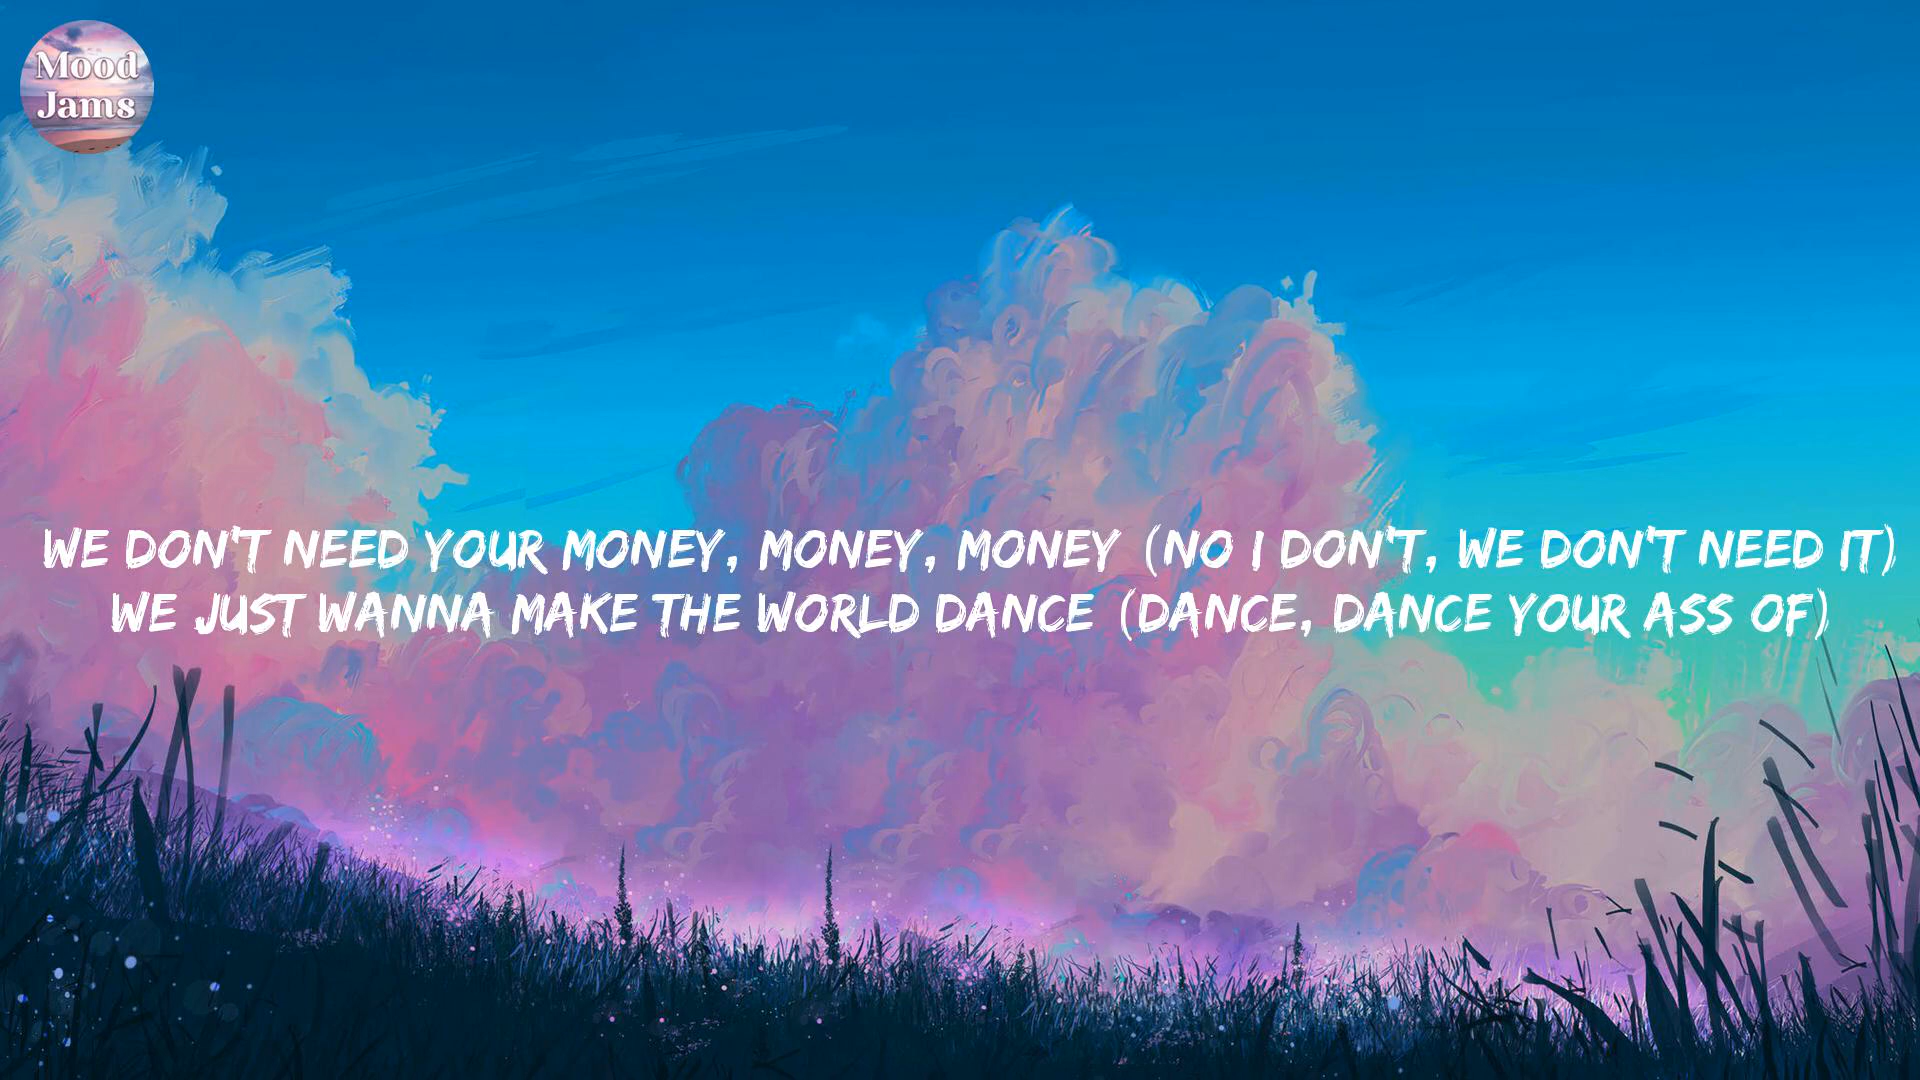 Mood
Jams
WE DON'T NEED YOUR MONEY, MONEY, MONEY (NO I DON'T, WE DON'T NEED IT)
WE JUST WANNA MAKE THE WORLD DANCE (DANCE, DANCE YOUR ASS OF)